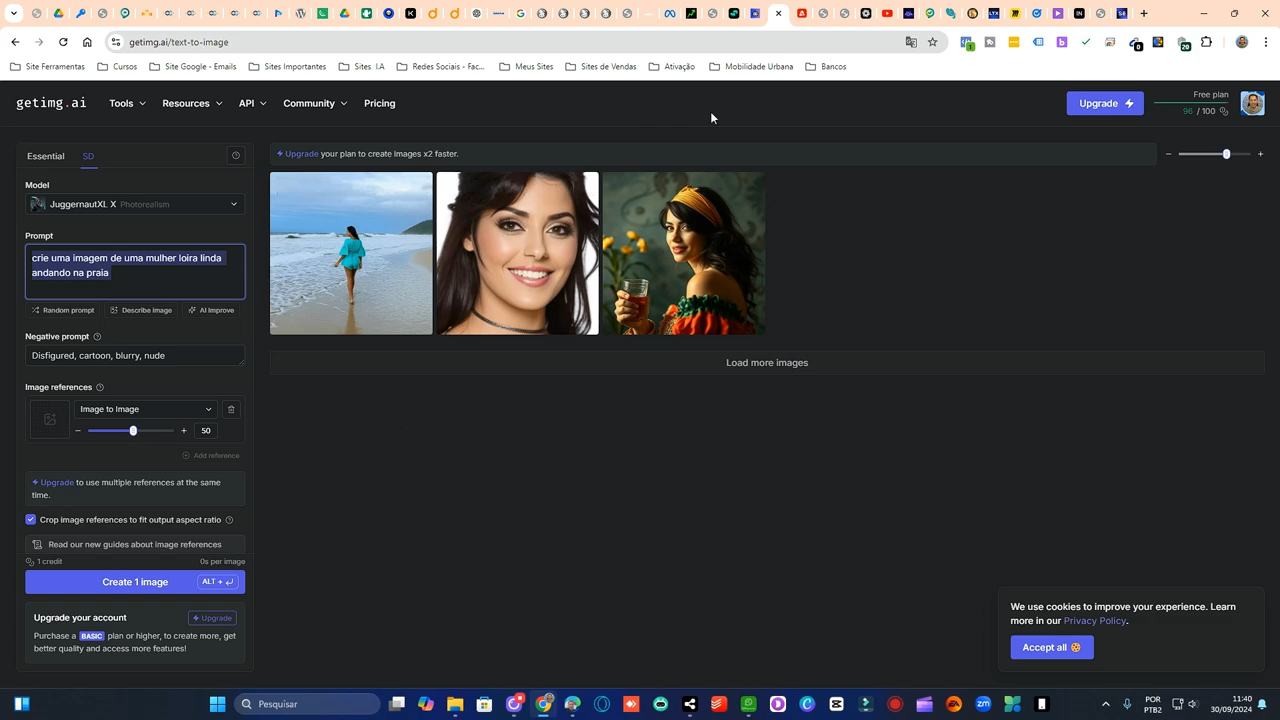 getimg.ai/text-to-image
1
0
20
Site Ferramentas
Cursos
Site Google - Emails
Sites Importantes
Sites I.A
Redes Sociais - Fac...
Meus Sites
Sites de Vendas
Ativação
Mobilidade Urbana
Bancos
getimg.ai
Tools
Resources
API
Community
Pricing
Upgrade
Free plan
96 / 100
Essential
SD
Upgrade your plan to create images x2 faster.
Model
JuggernautXL X Photorealism
Prompt
crie uma imagem de uma mulher loira linda
andando na praia
Random prompt
Describe image
AI Improve
Negative prompt
Disfigured, cartoon, blurry, nude
Image references
Image to Image
50
Add reference
Upgrade to use multiple references at the same
time.
Crop image references to fit output aspect ratio
Read our new guides about image references
1 credit
0s per image
Create 1 image
ALT +
Upgrade your account
Upgrade
Purchase a BASIC plan or higher, to create more, get
better quality and access more features!
Load more images
We use cookies to improve your experience. Learn
more in our Privacy Policy.
Accept all
Pesquisar
POR
PTB2
11:40
30/09/2024